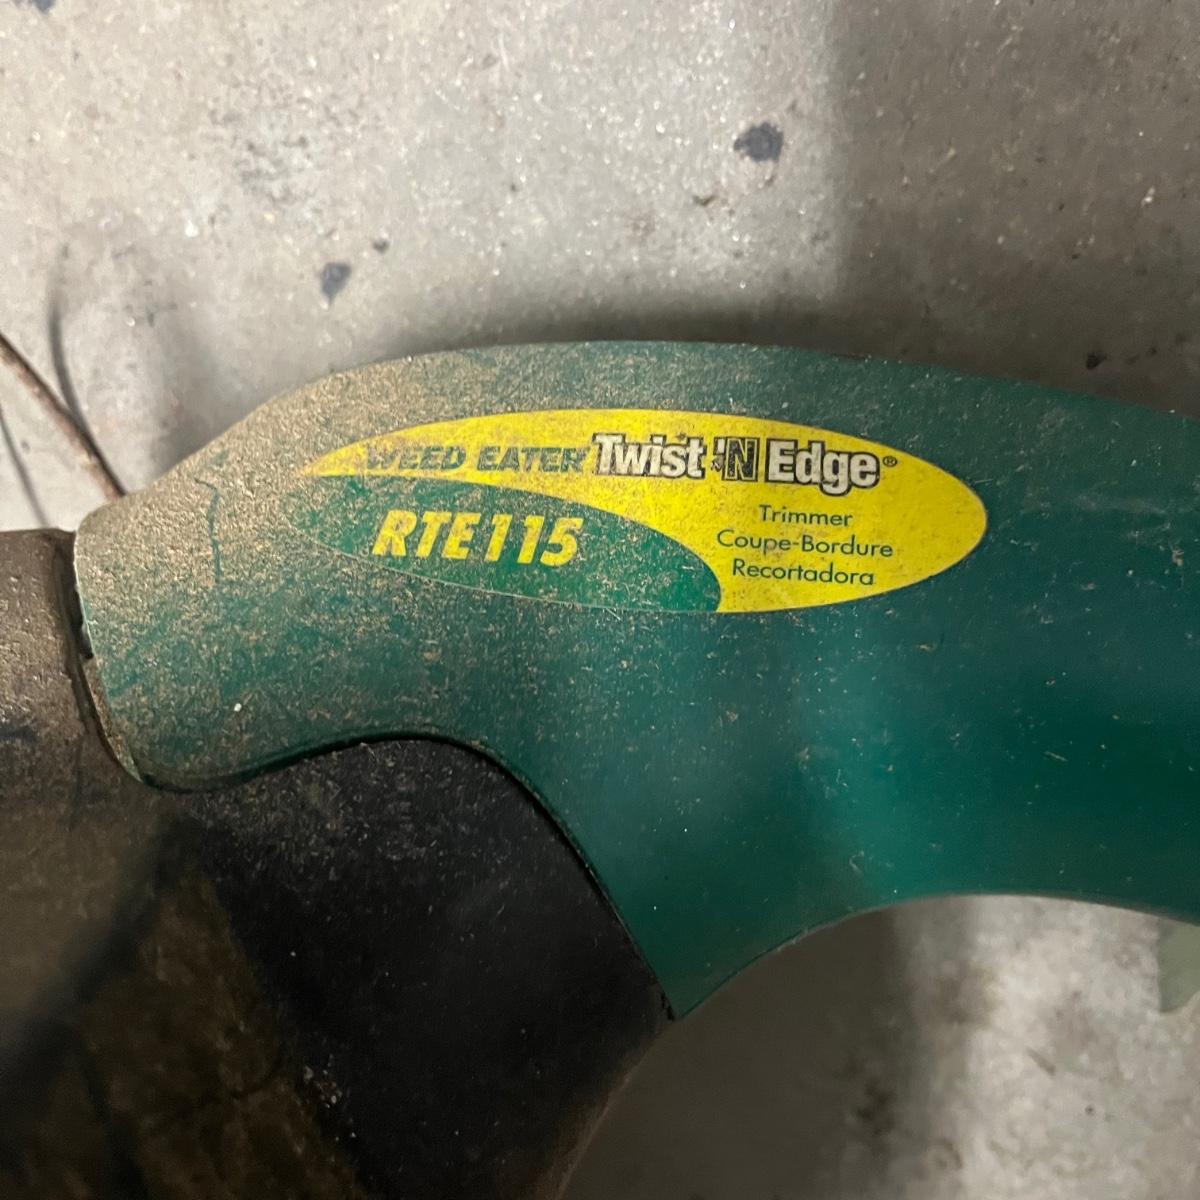 WEED EATER Twist 'N Edge®
RTE115
Trimmer
Coupe-Bordure
Recortadora